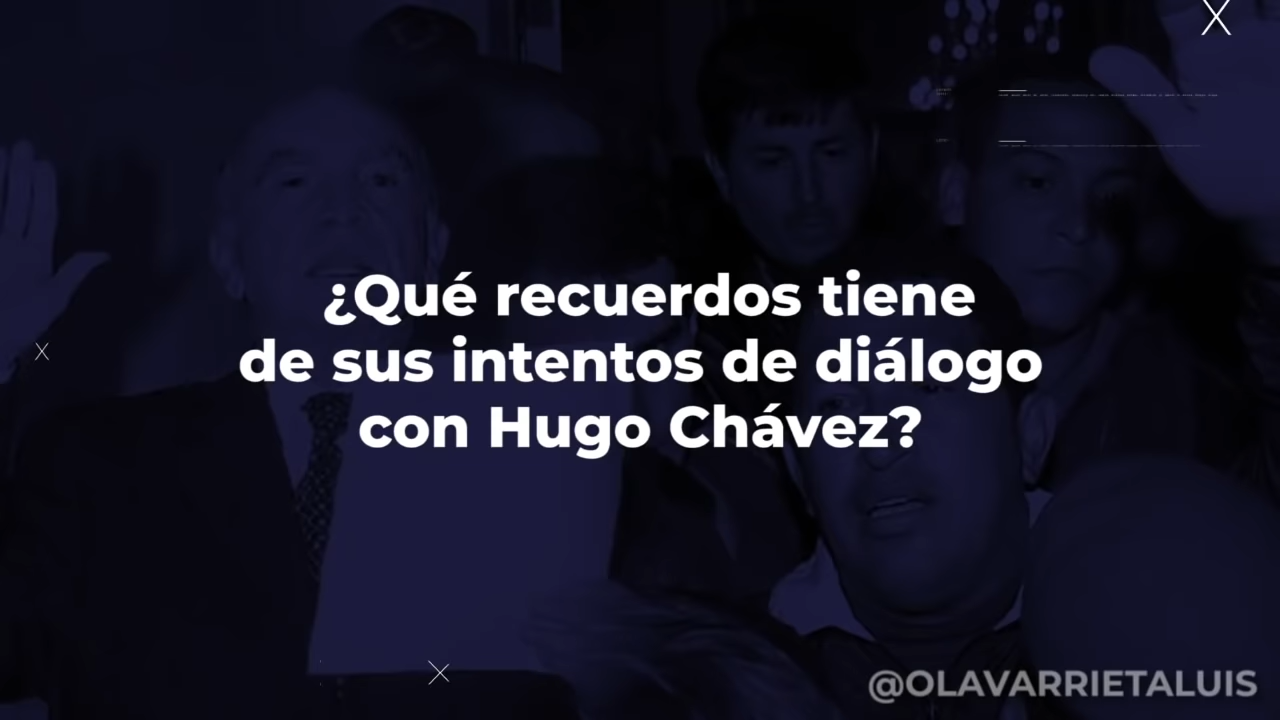 ¿Qué recuerdos tiene
de sus intentos de diálogo
con Hugo Chávez?
@OLAVARRIETALUIS